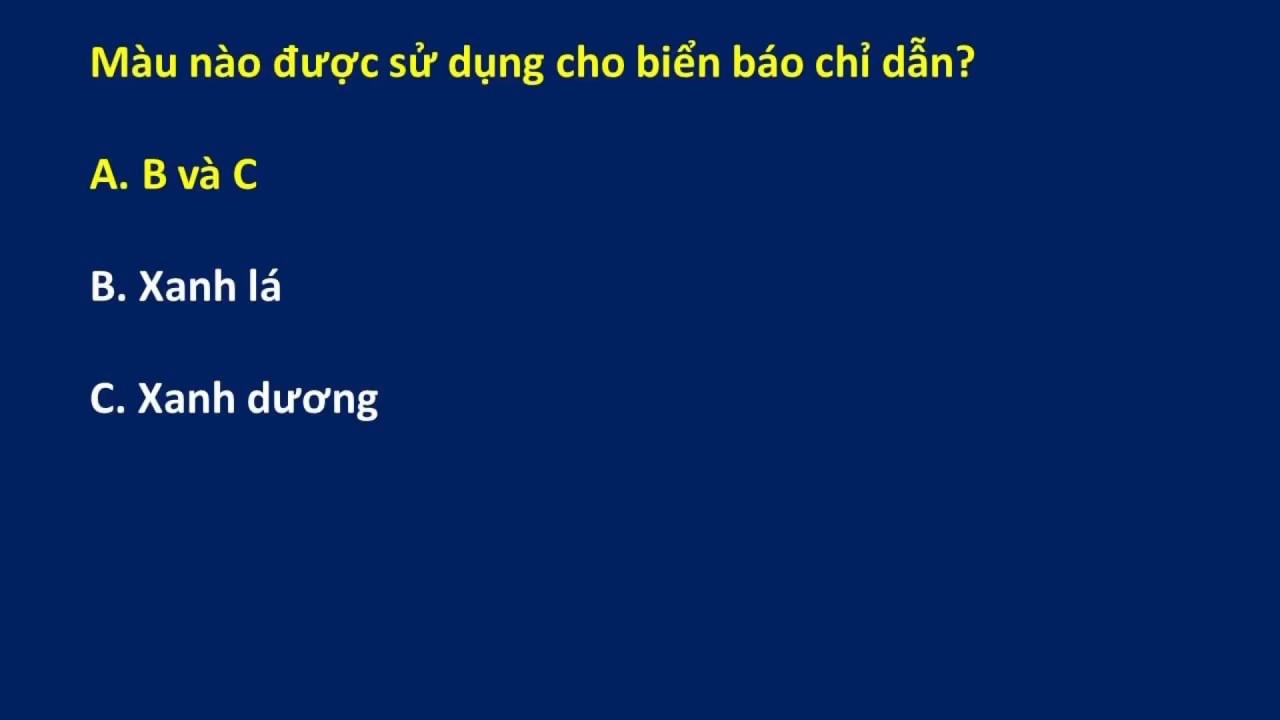 Màu nào được sử dụng cho biển báo chỉ dẫn?
A. B và C
B. Xanh lá
C. Xanh dương